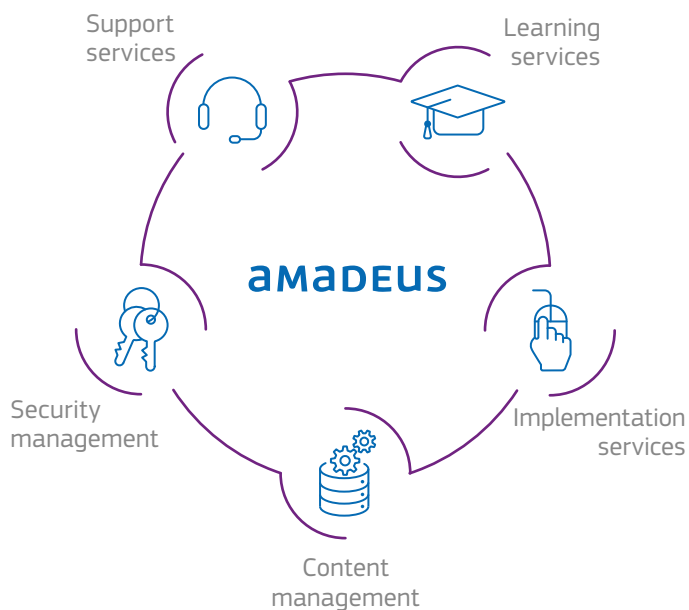 Support
services
Learning
services
aMaDEUS
Security
management
Implementation
services
Content
management